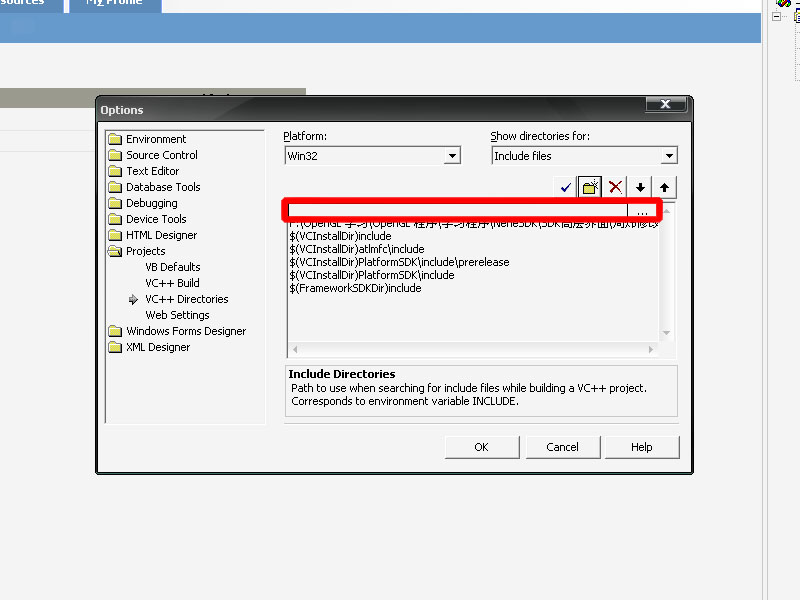 My Profile
Options
Platform:
Show directories for:
Win32
Include files
Environment
Source Control
Text Editor
Database Tools
Debugging
Device Tools
HTML Designer
Projects
VB Defaults
VC++ Build
VC++ Directories
Web Settings
Windows Forms Designer
XML Designer
...
$(VCInstallDir)include
$(VCInstallDir)atlmfc\include
$(VCInstallDir)PlatformSDK\include\prerelease
$(VCInstallDir)PlatformSDK\include
$(FrameworkSDKDir)include
Include Directories
Path to use when searching for include files while building a VC++ project.
Corresponds to environment variable INCLUDE.
OK
Cancel
Help